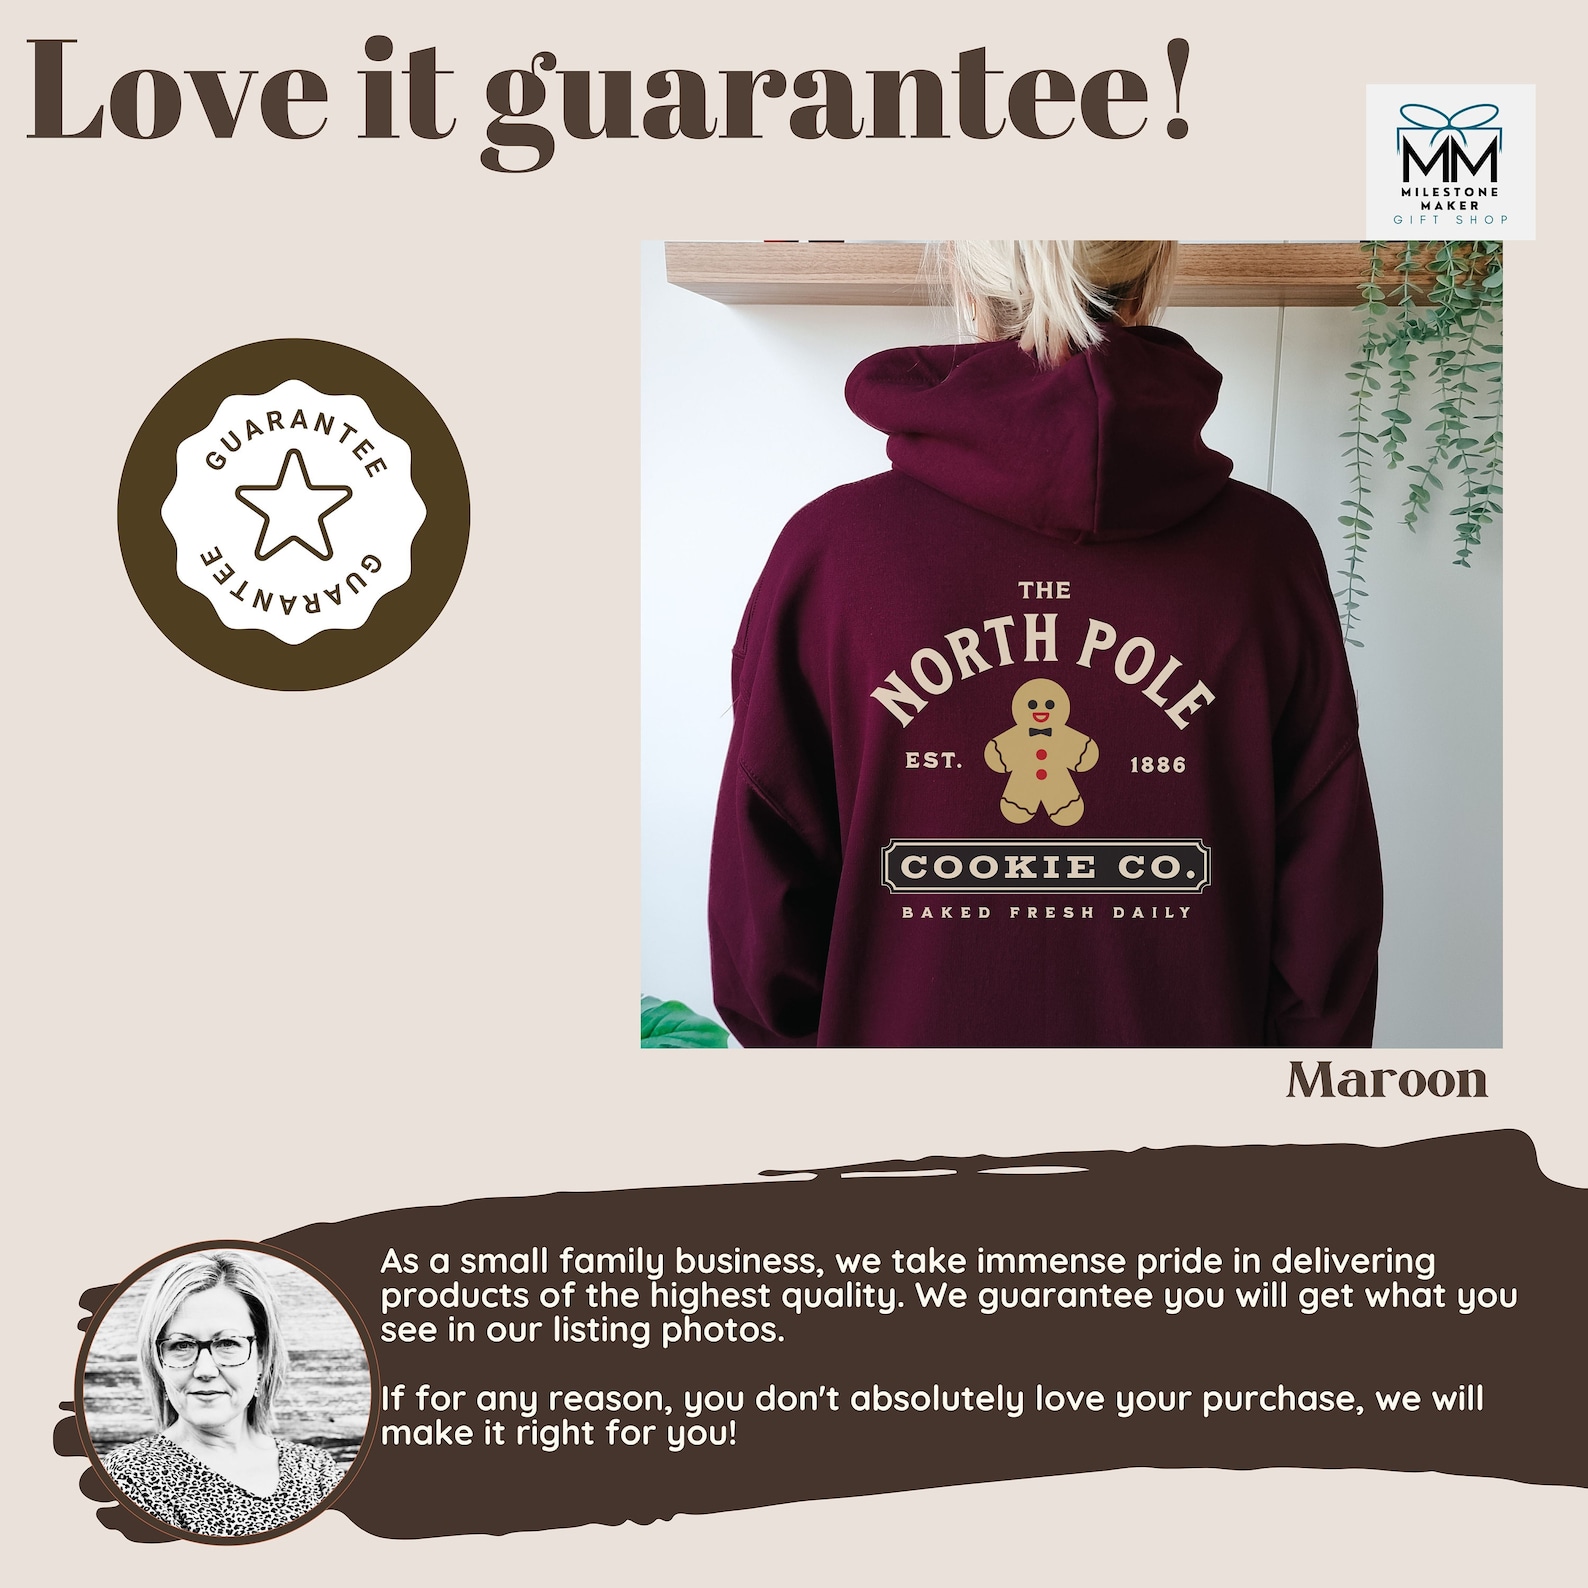 Love it guarantee!
MM
MILESTONE
MAKER
GIFT SHOP
GUARANTEE
GUARANTEE
THE
NORTH POLE
EST. 1886
COOKIE CO.
BAKED FRESH DAILY
Maroon
As a small family business, we take immense pride in delivering
products of the highest quality. We guarantee you will get what you
see in our listing photos.
If for any reason, you don't absolutely love your purchase, we will
make it right for you!